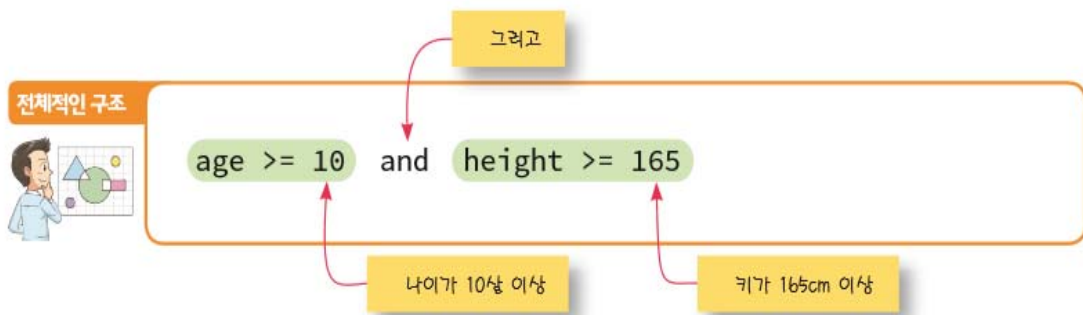 그리고
전체적인 구조
age >= 10 and height >= 165
나이가 10살 이상
키가 165cm 이상